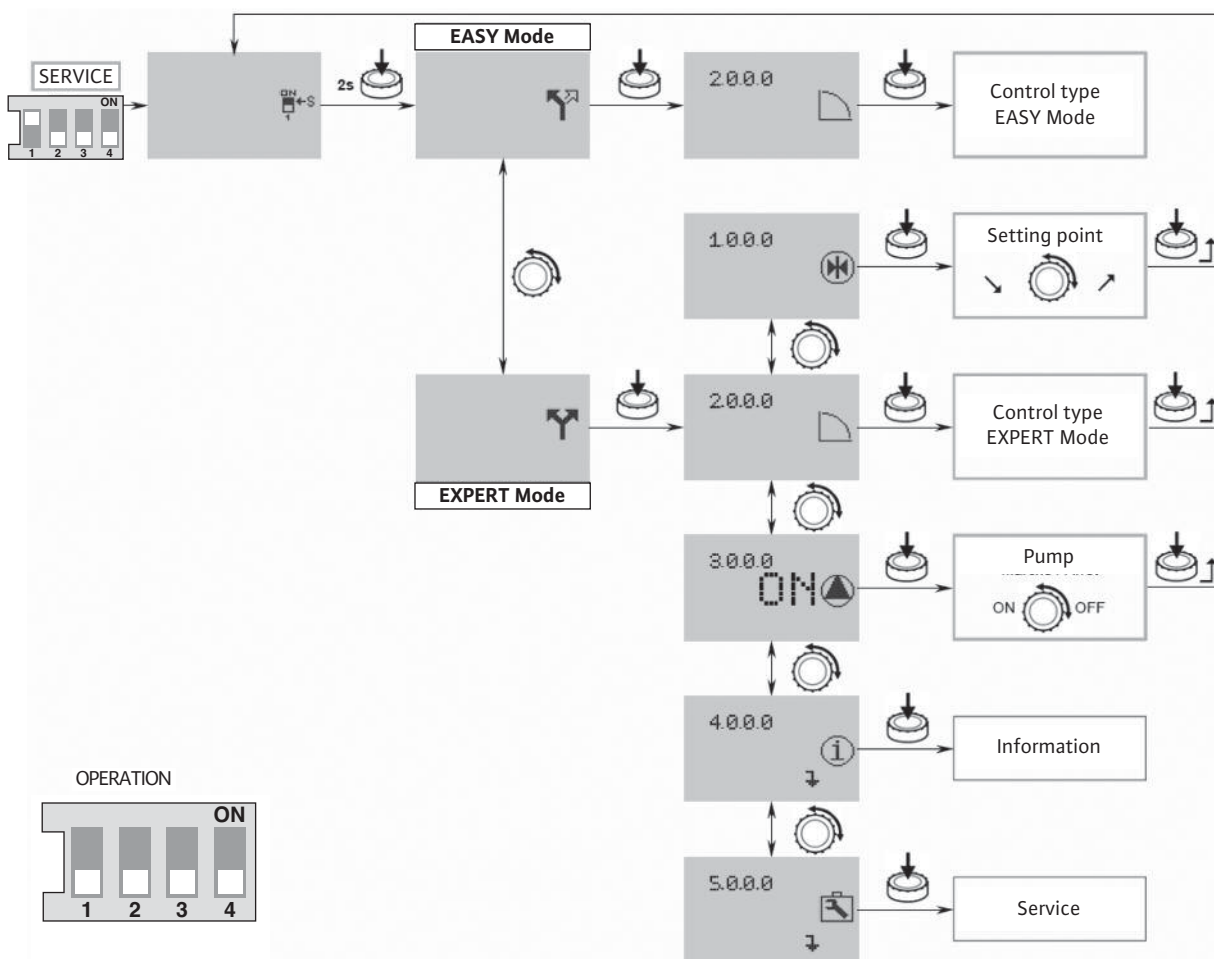 EASY Mode
SERVICE
ON
1 2 3 4
ON
←S
1
2s
2.0.0.0
Control type
EASY Mode
1.0.0.0
Setting point
2.0.0.0
Control type
EXPERT Mode
EXPERT Mode
3.0.0.0
ON
Pump
ON OFF
4.0.0.0
i
Information
OPERATION
ON
1 2 3 4
5.0.0.0
Service